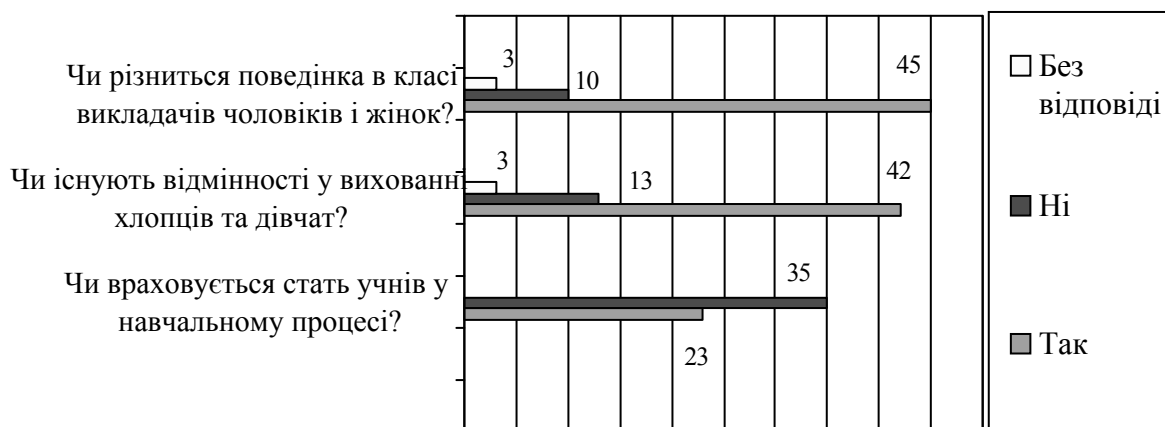 Чи різниться поведінка в класі
викладачів чоловіків і жінок?
3
10
45
Чи існують відмінності у вихованні
хлопців та дівчат?
3
13
42
Чи враховується стать учнів у
навчальному процесі?
35
23
Без
відповіді
Ні
Так